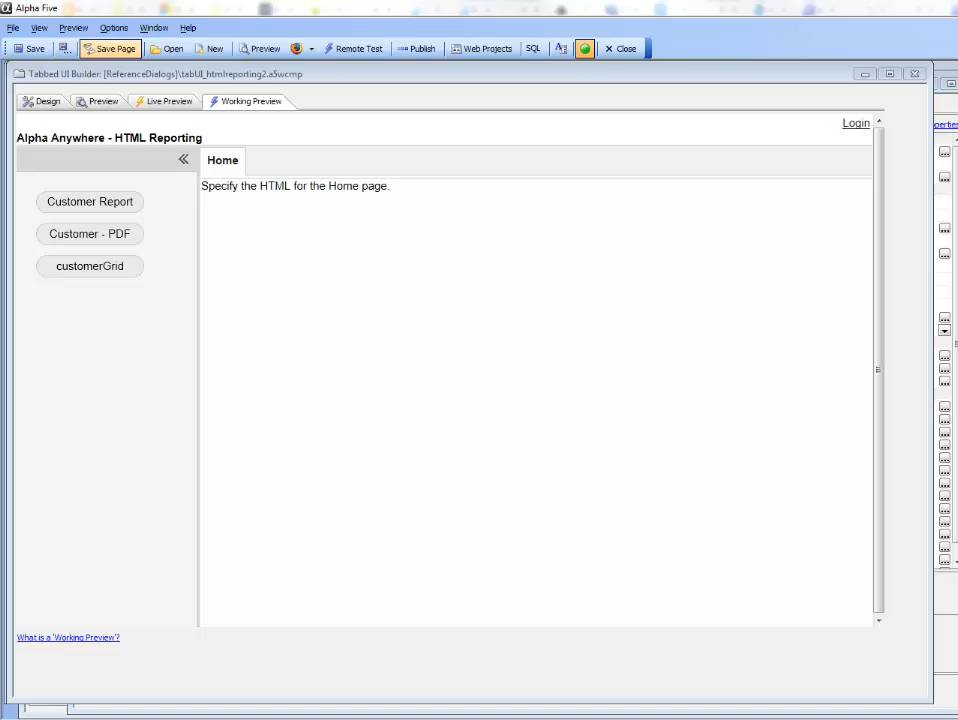 Alpha Five
File View Preview Options Window Help
Save Save Page Open New Preview Remote Test Publish Web Projects SQL Close
Tabbed UI Builder: [ReferenceDialogs]\tabUI_htmlreporting2.a5wcmp
Design Preview Live Preview Working Preview
Login
operties
Alpha Anywhere - HTML Reporting
Home
Specify the HTML for the Home page.
Customer Report
Customer - PDF
customerGrid
What is a 'Working Preview'?